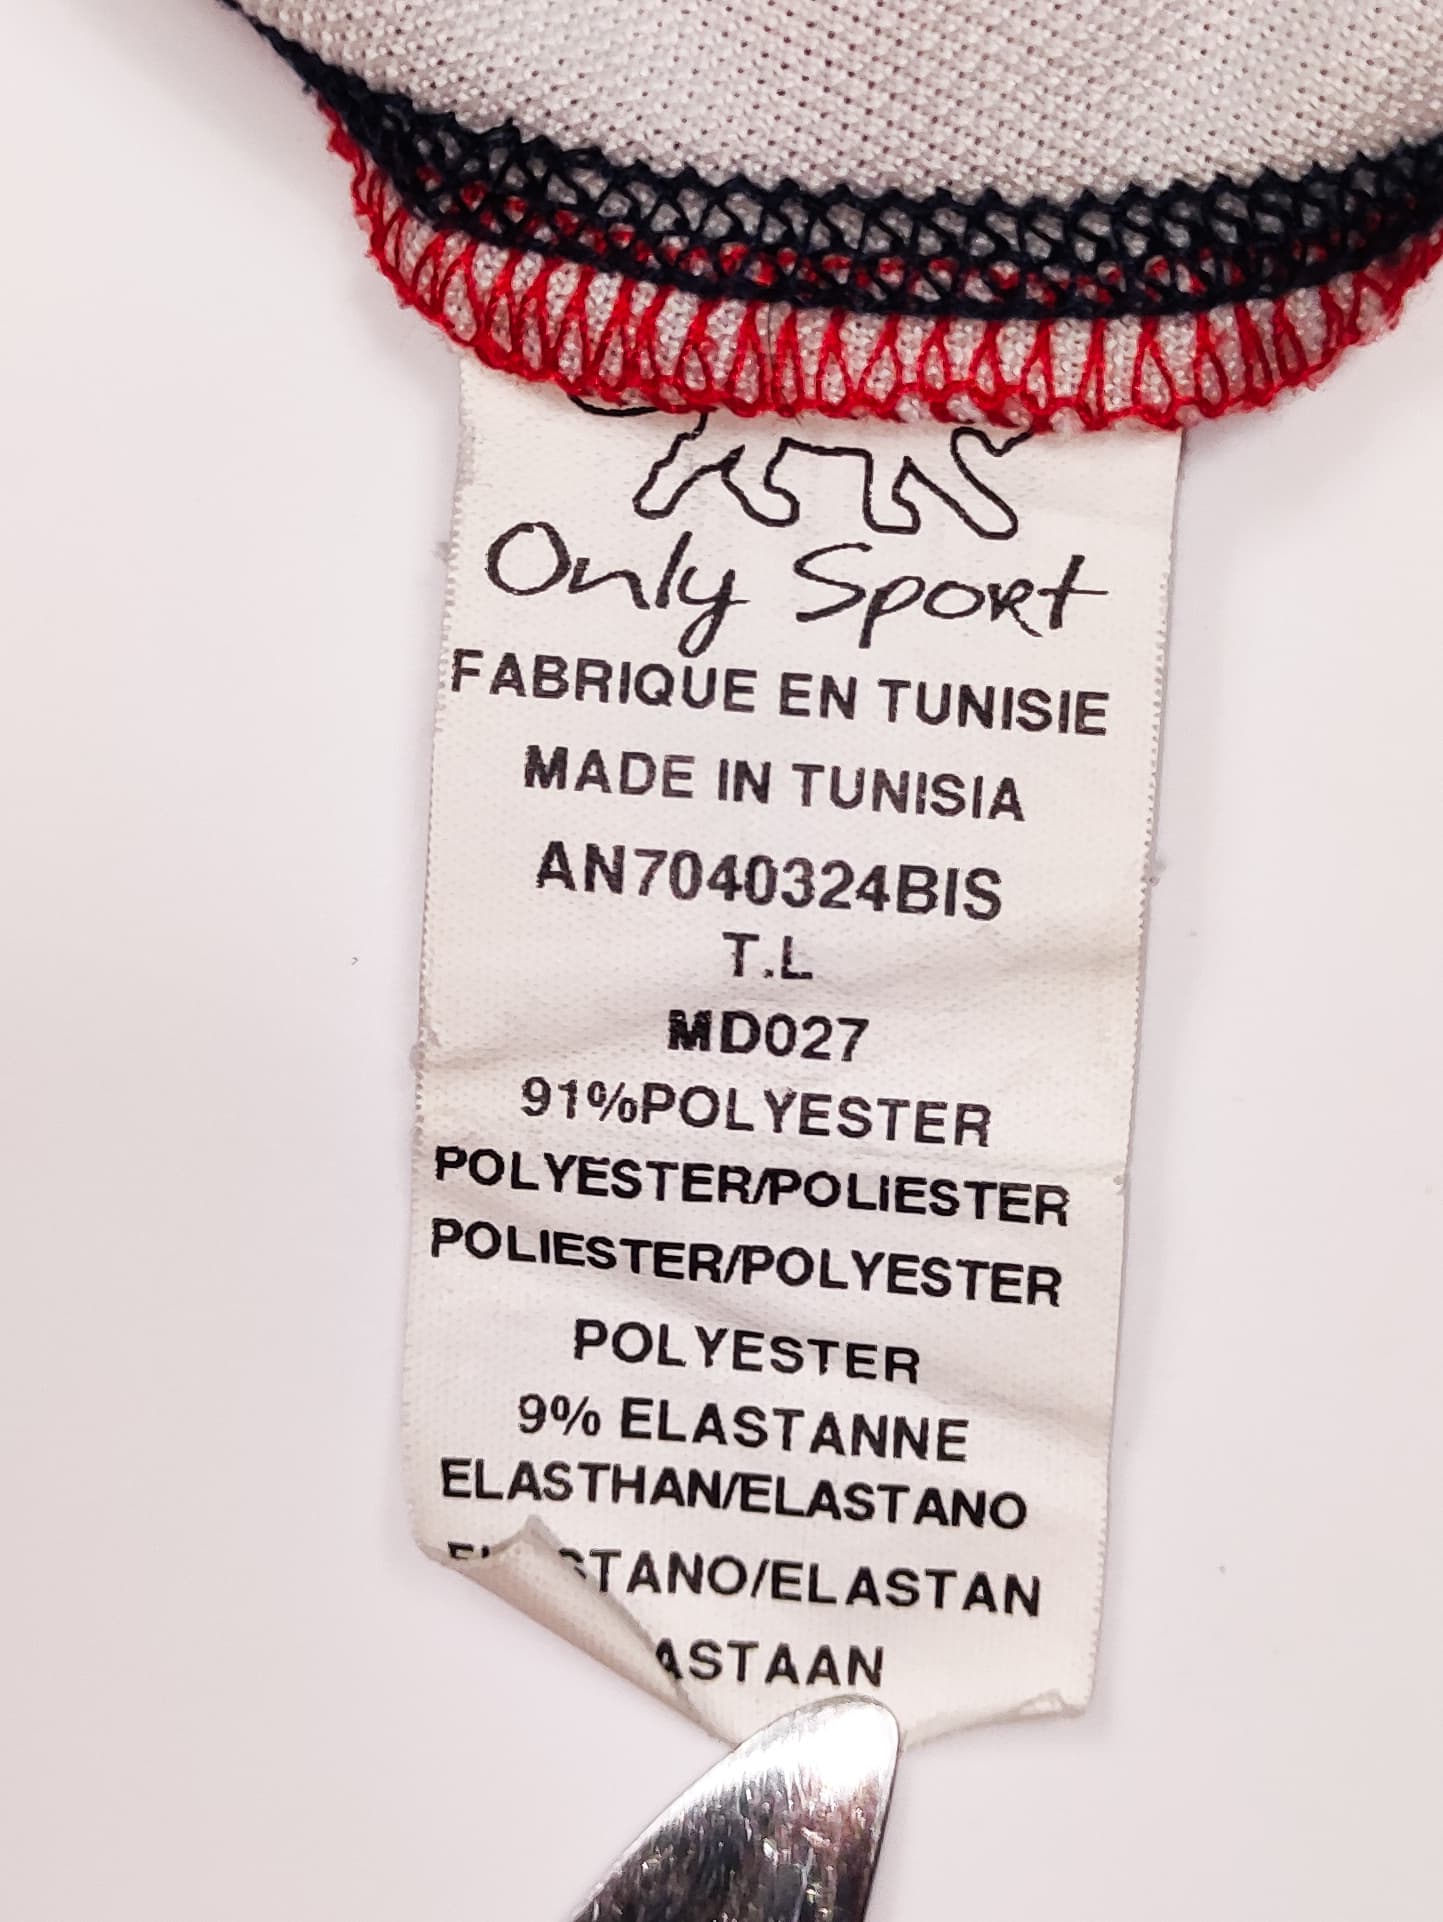 Only Sport
FABRIQUE EN TUNISIE
MADE IN TUNISIA
AN7040324BIS
T.L
MD027
91%POLYESTER
POLYESTER/POLIESTER
POLIESTER/POLYESTER
POLYESTER
9% ELASTANNE
ELASTHAN/ELASTANO
STANO/ELASTAN
ASTAAN